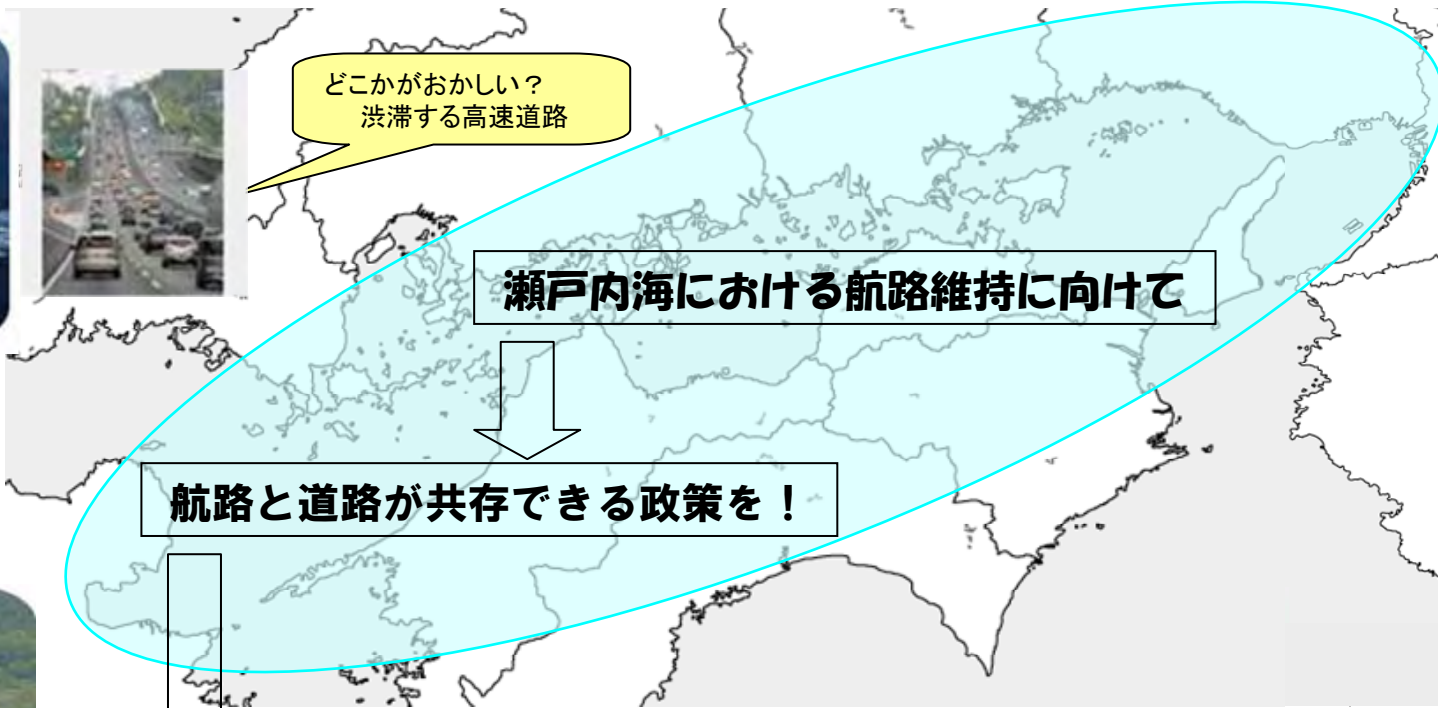 どこかがおかしい？
渋滞する高速道路
瀬戸内海における航路維持に向けて
航路と道路が共存できる政策を！